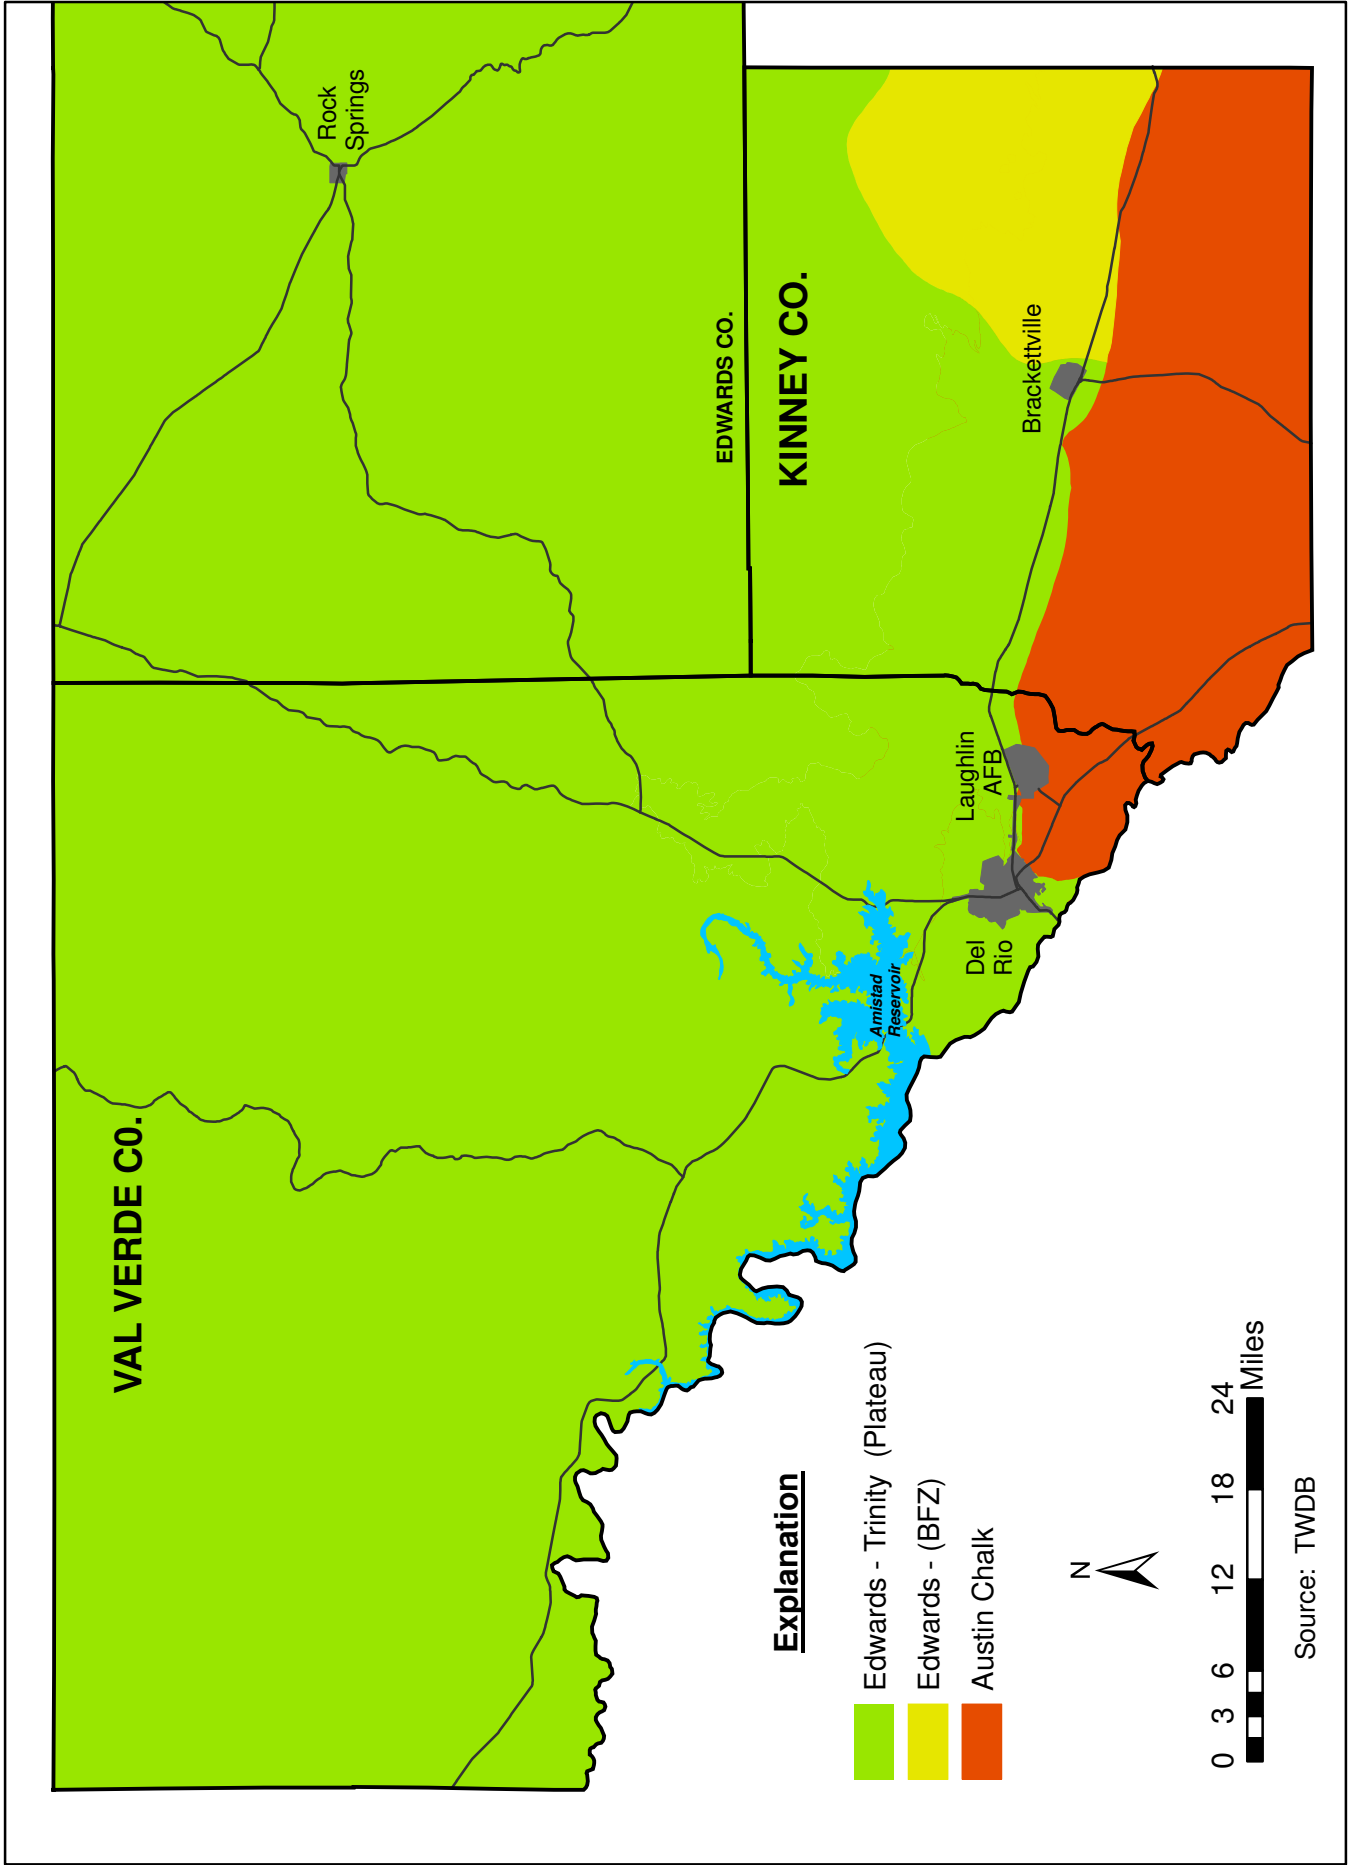 VAL VERDE C0.
Rock
Springs
EDWARDS CO.
KINNEY CO.
Brackettville
Laughlin
AFB
Del
Rio
Amistad
Reservoir
Explanation
Edwards - Trinity (Plateau)
Edwards - (BFZ)
Austin Chalk
N
0 3 6 12 18 24
Miles
Source: TWDB